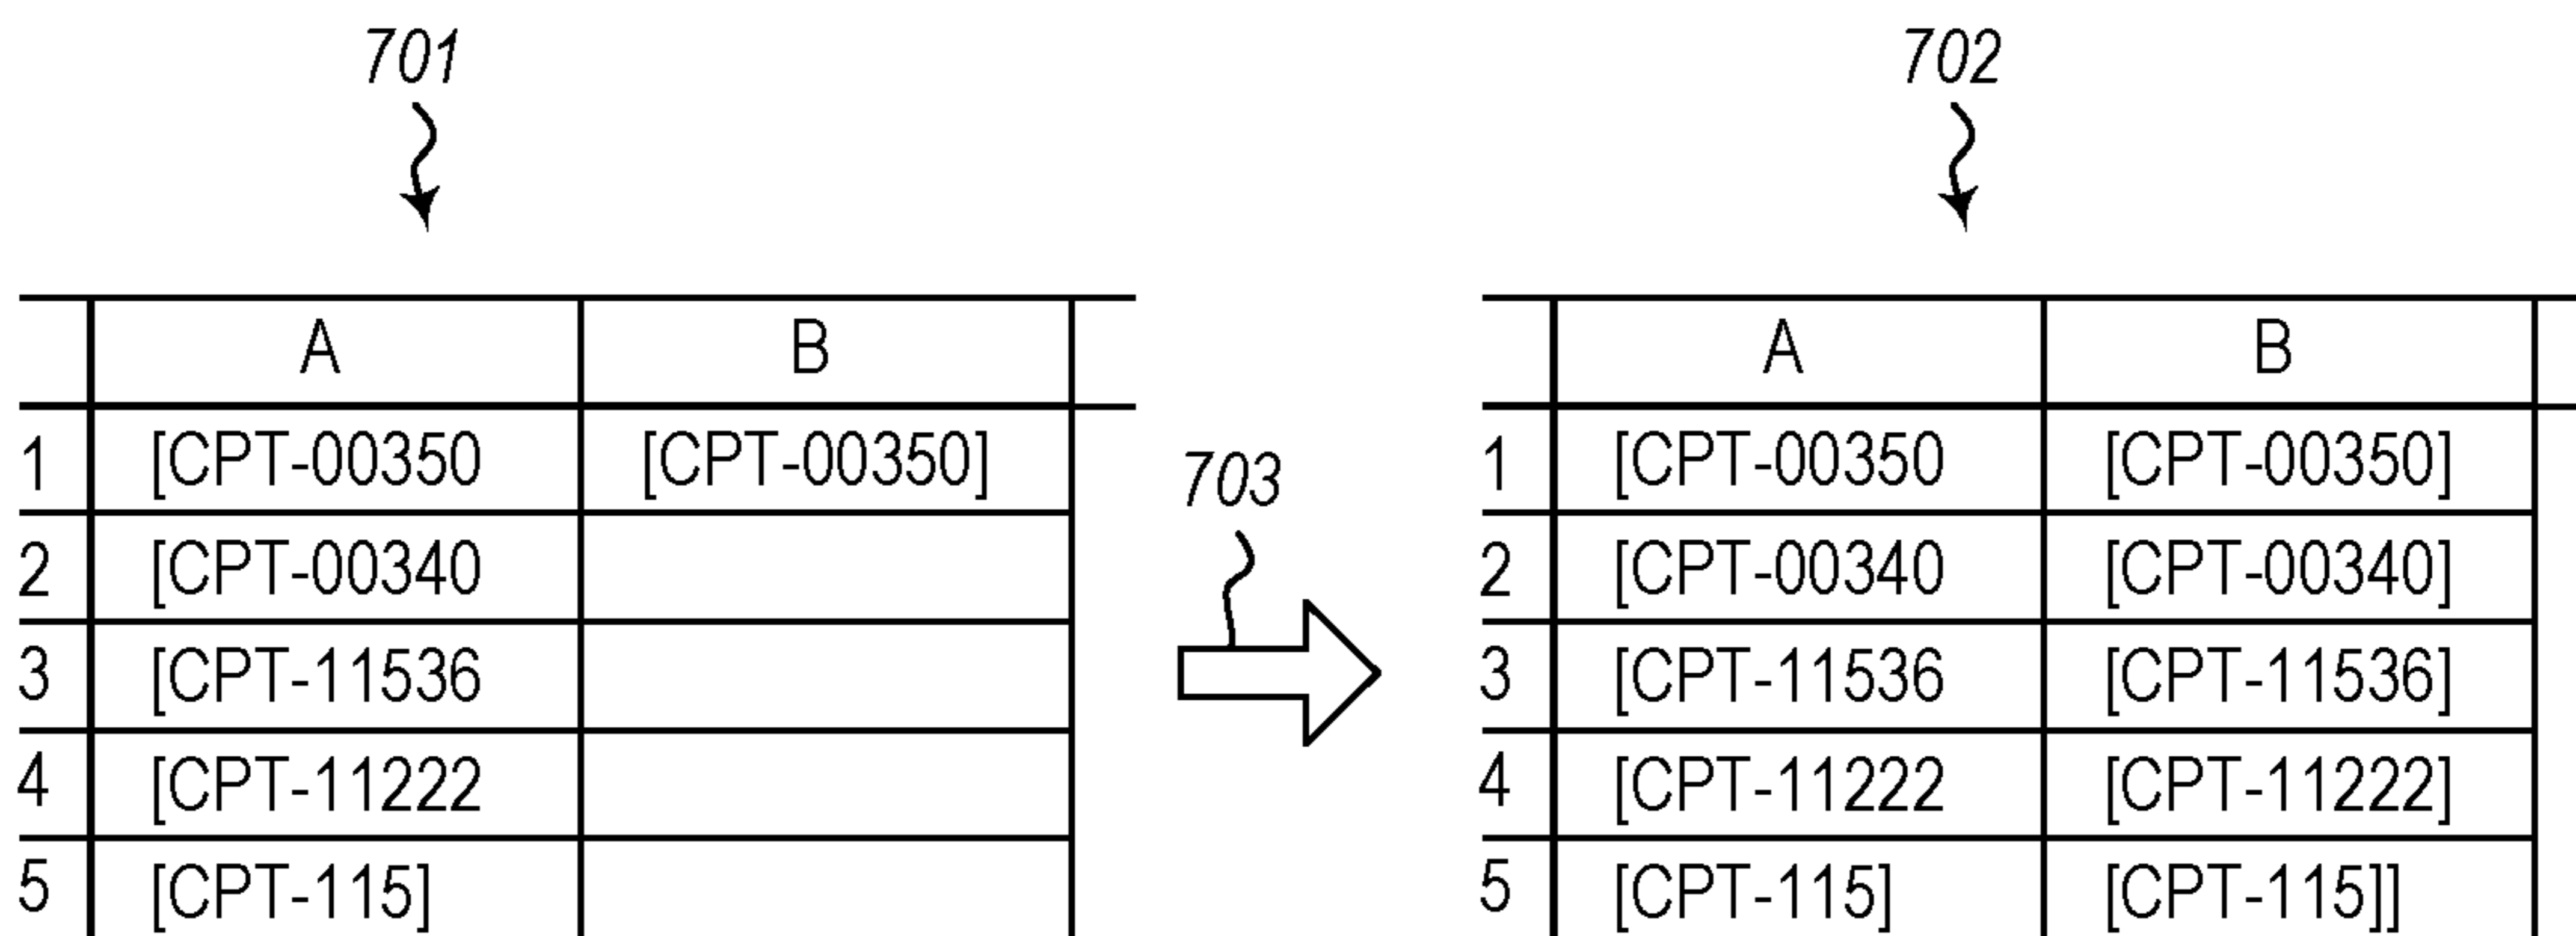 701 702
A B A B
1 [CPT-00350 [CPT-00350] 1 [CPT-00350 [CPT-00350]
703
2 [CPT-00340 2 [CPT-00340 [CPT-00340]
3 [CPT-11536 3 [CPT-11536 [CPT-11536]
4 [CPT-11222 4 [CPT-11222 [CPT-11222]
5 [CPT-115] 5 [CPT-115] [CPT-115]]